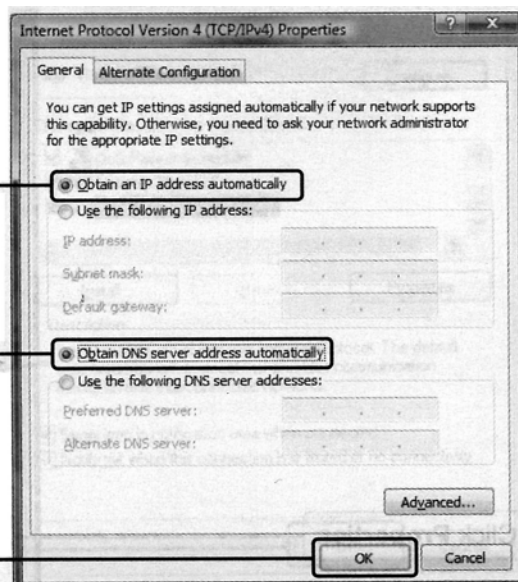 Internet Protocol Version 4 (TCP/IPv4) Properties
? X
General Alternate Configuration
You can get IP settings assigned automatically if your network supports
this capability. Otherwise, you need to ask your network administrator
for the appropriate IP settings.
Obtain an IP address automatically
Use the following IP address:
IP address:
Subnet mask:
Default gateway:
Obtain DNS server address automatically
Use the following DNS server addresses:
Preferred DNS server:
Alternate DNS server:
Advanced...
OK Cancel